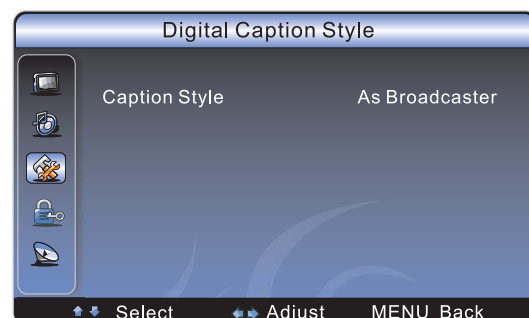 Digital Caption Style
Caption Style As Broadcaster
Select Adjust MENU Back